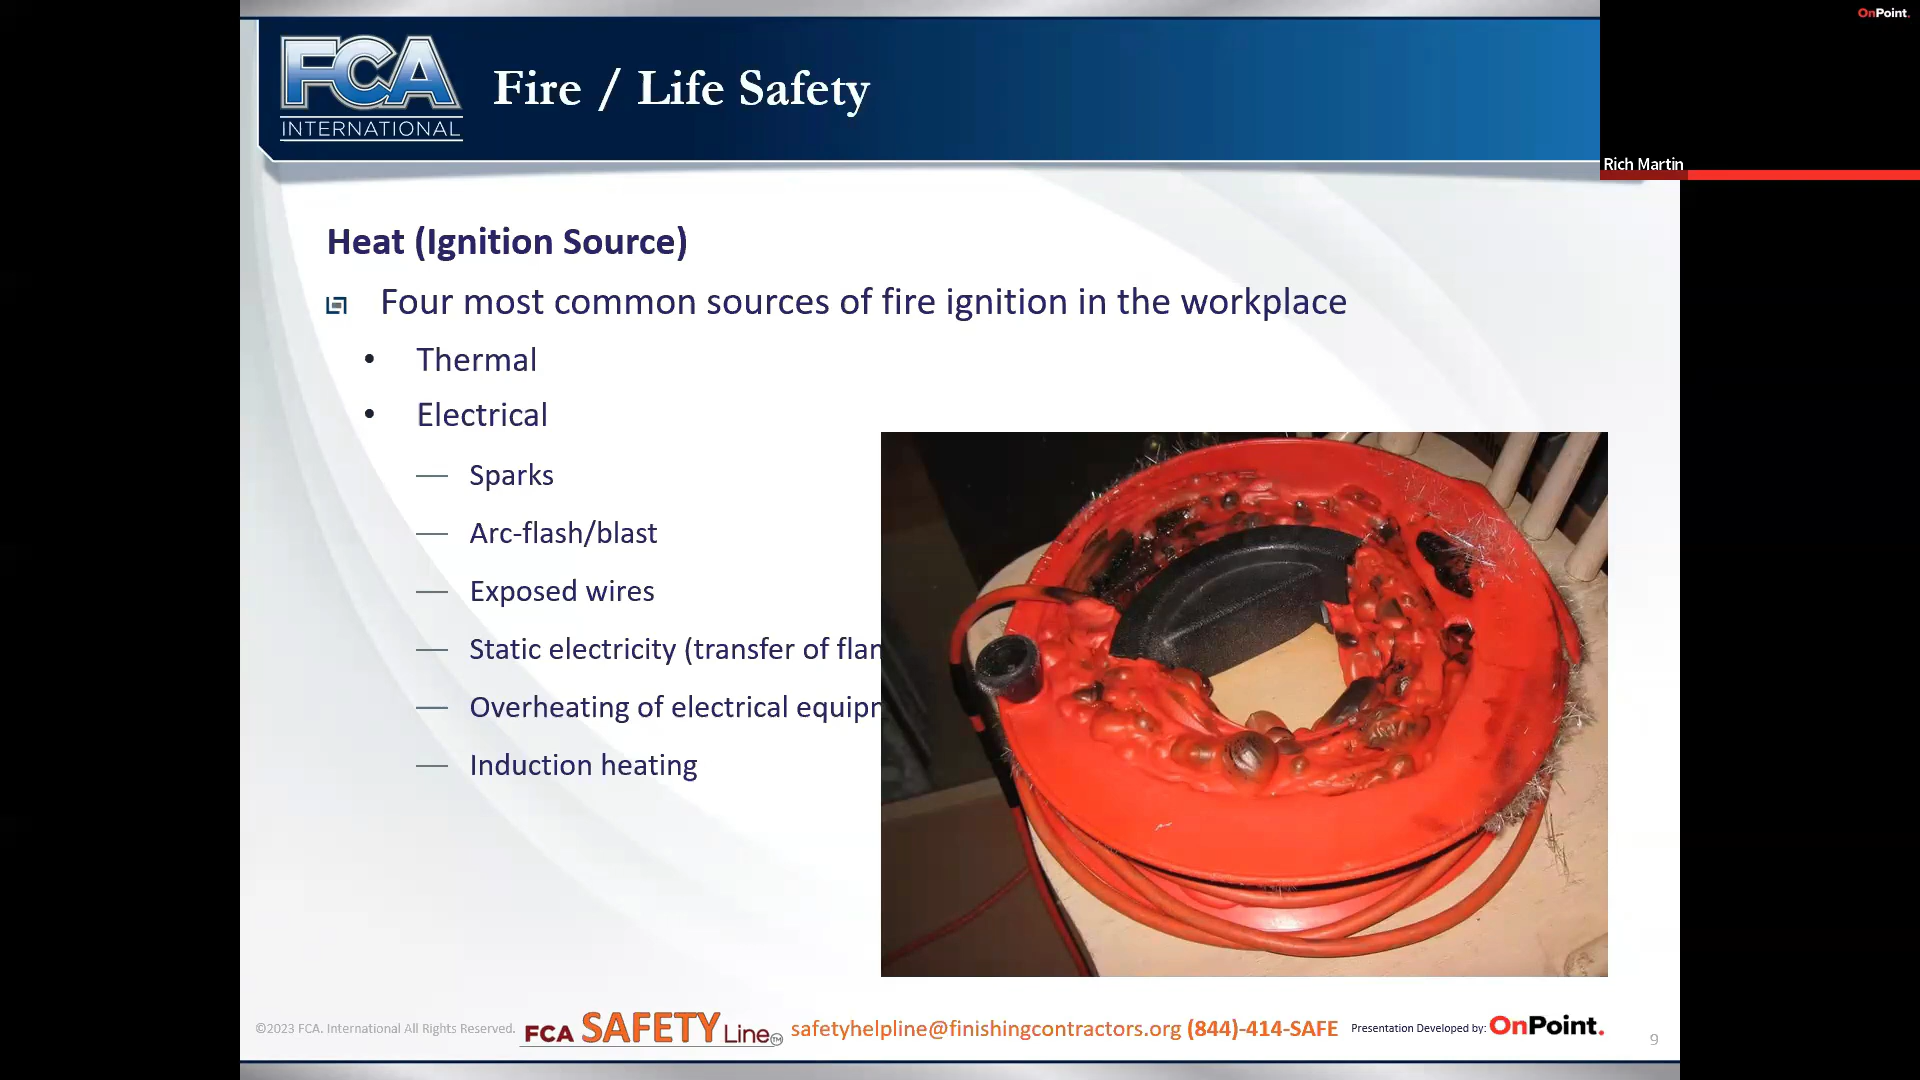 OnPoint.
FCA
INTERNATIONAL
Fire / Life Safety
Rich Martin
Heat (Ignition Source)
Four most common sources of fire ignition in the workplace
• Thermal
• Electrical
— Sparks
— Arc-flash/blast
— Exposed wires
— Static electricity (transfer of
— Overheating of electrical
— Induction heating
©2023 FCA. International All Rights Reserved. FCA SAFETY Line TM safetyhelpline@finishingcontractors.org (844)-414-SAFE Presentation Developed by: OnPoint.
9